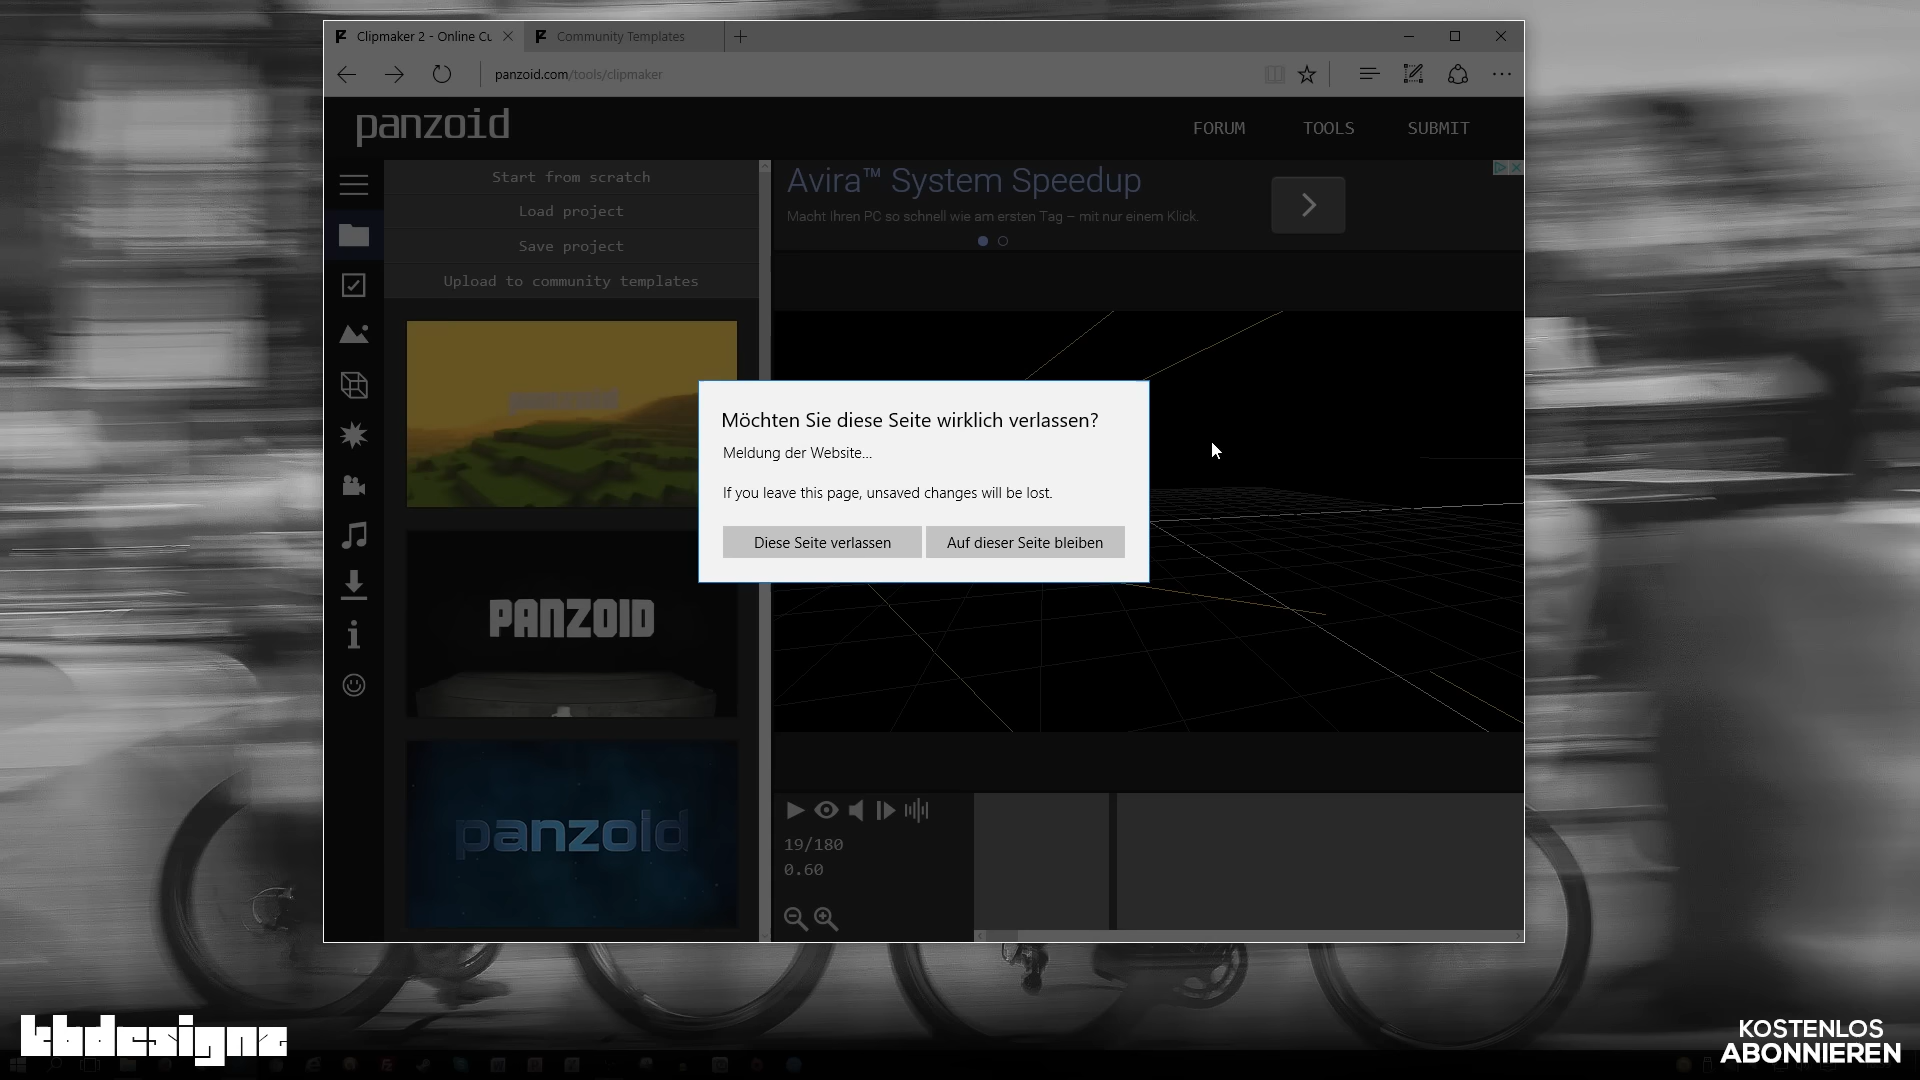 Clipmaker 2 - Online Cu
Community Templates
panzoid.com/tools/clipmaker
panzoid
FORUM
TOOLS
SUBMIT
Start from scratch
Load project
Save project
Upload to community templates
Avira™ System Speedup
Macht Ihren PC so schnell wie am ersten Tag – mit nur einem Klick.
Möchten Sie diese Seite wirklich verlassen?
Meldung der Website...
If you leave this page, unsaved changes will be lost.
Diese Seite verlassen
Auf dieser Seite bleiben
PANZOID
panzoid
19/180
0.60
kbdesignz
KOSTENLOS
ABONNIEREN